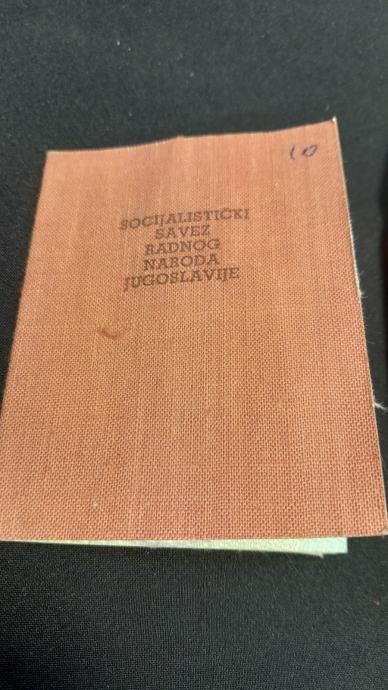 10
SOCIJALISTIČKI
SAVEZ
RADNOG
NARODA
JUGOSLAVIJE